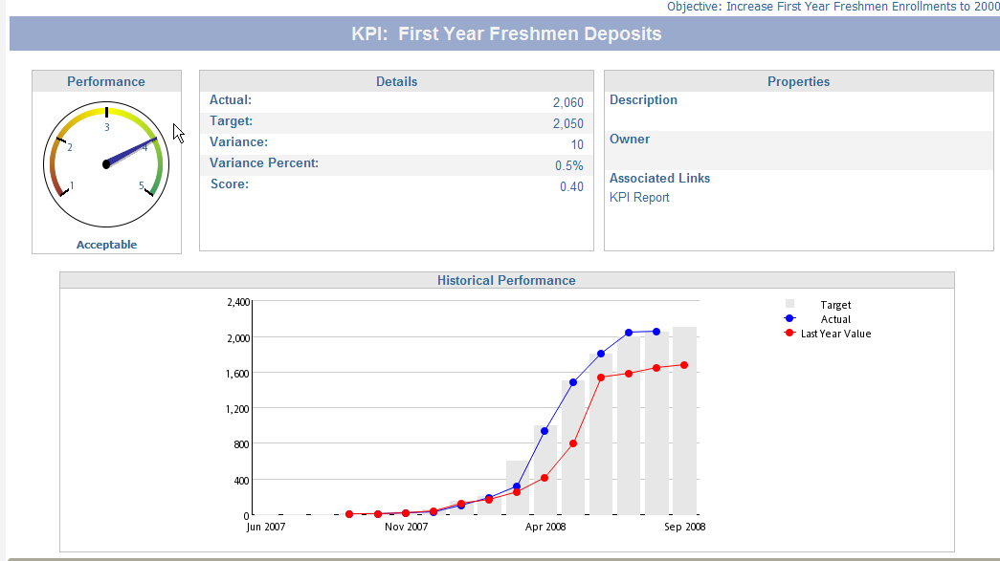 Objective: Increase First Year Freshmen Enrollments to 2000
KPI: First Year Freshmen Deposits
Performance
1
2
3
4
5
Acceptable
Details
Actual: 2,060
Target: 2,050
Variance: 10
Variance Percent: 0.5%
Score: 0.40
Properties
Description
Owner
Associated Links
KPI Report
Historical Performance
2,400
2,000
1,600
1,200
800
400
0
Jun 2007 Nov 2007 Apr 2008 Sep 2008
Target
Actual
Last Year Value